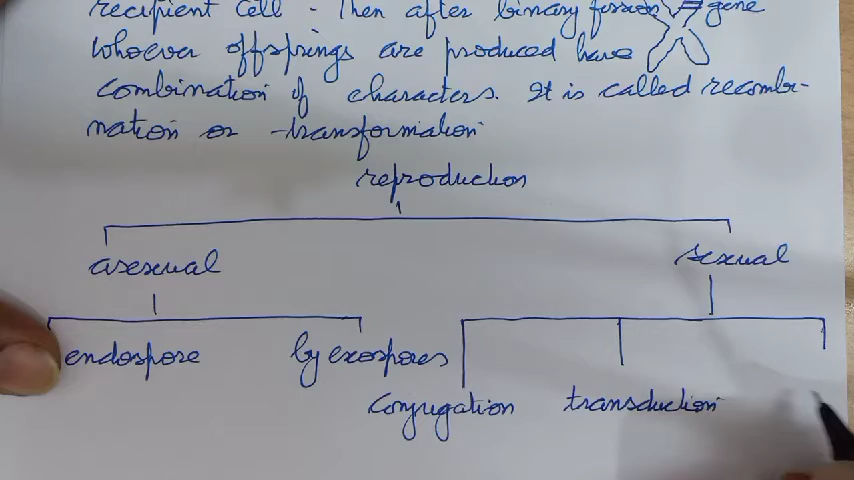 recipient cell - Then after binary fission = gene
whoever offsprings are produced have
combination of characters. It is called recombi-
nation or transformation
reproduction
asexual sexual
endospore by exospores
Conjugation transduction